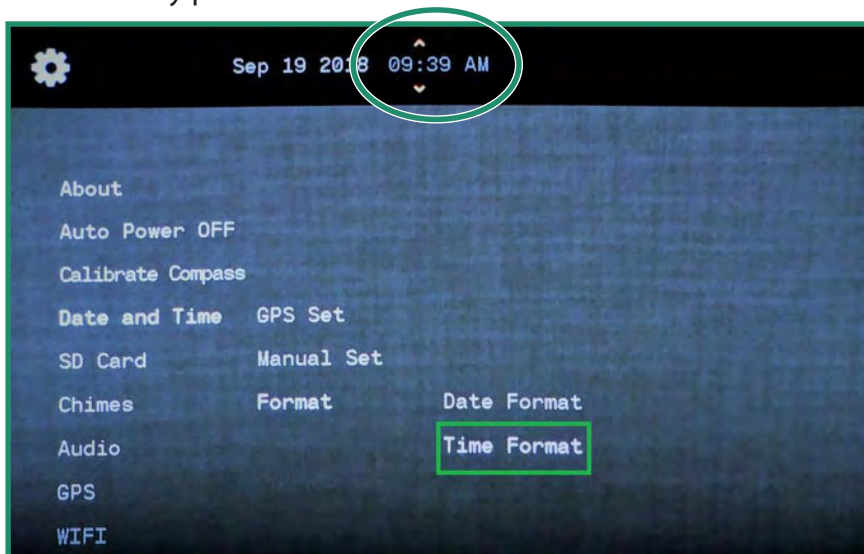 Sep 19 2018 09:39 AM
About
Auto Power OFF
Calibrate Compass
Date and Time GPS Set
SD Card Manual Set
Chimes Format Date Format
Audio Time Format
GPS
WIFI